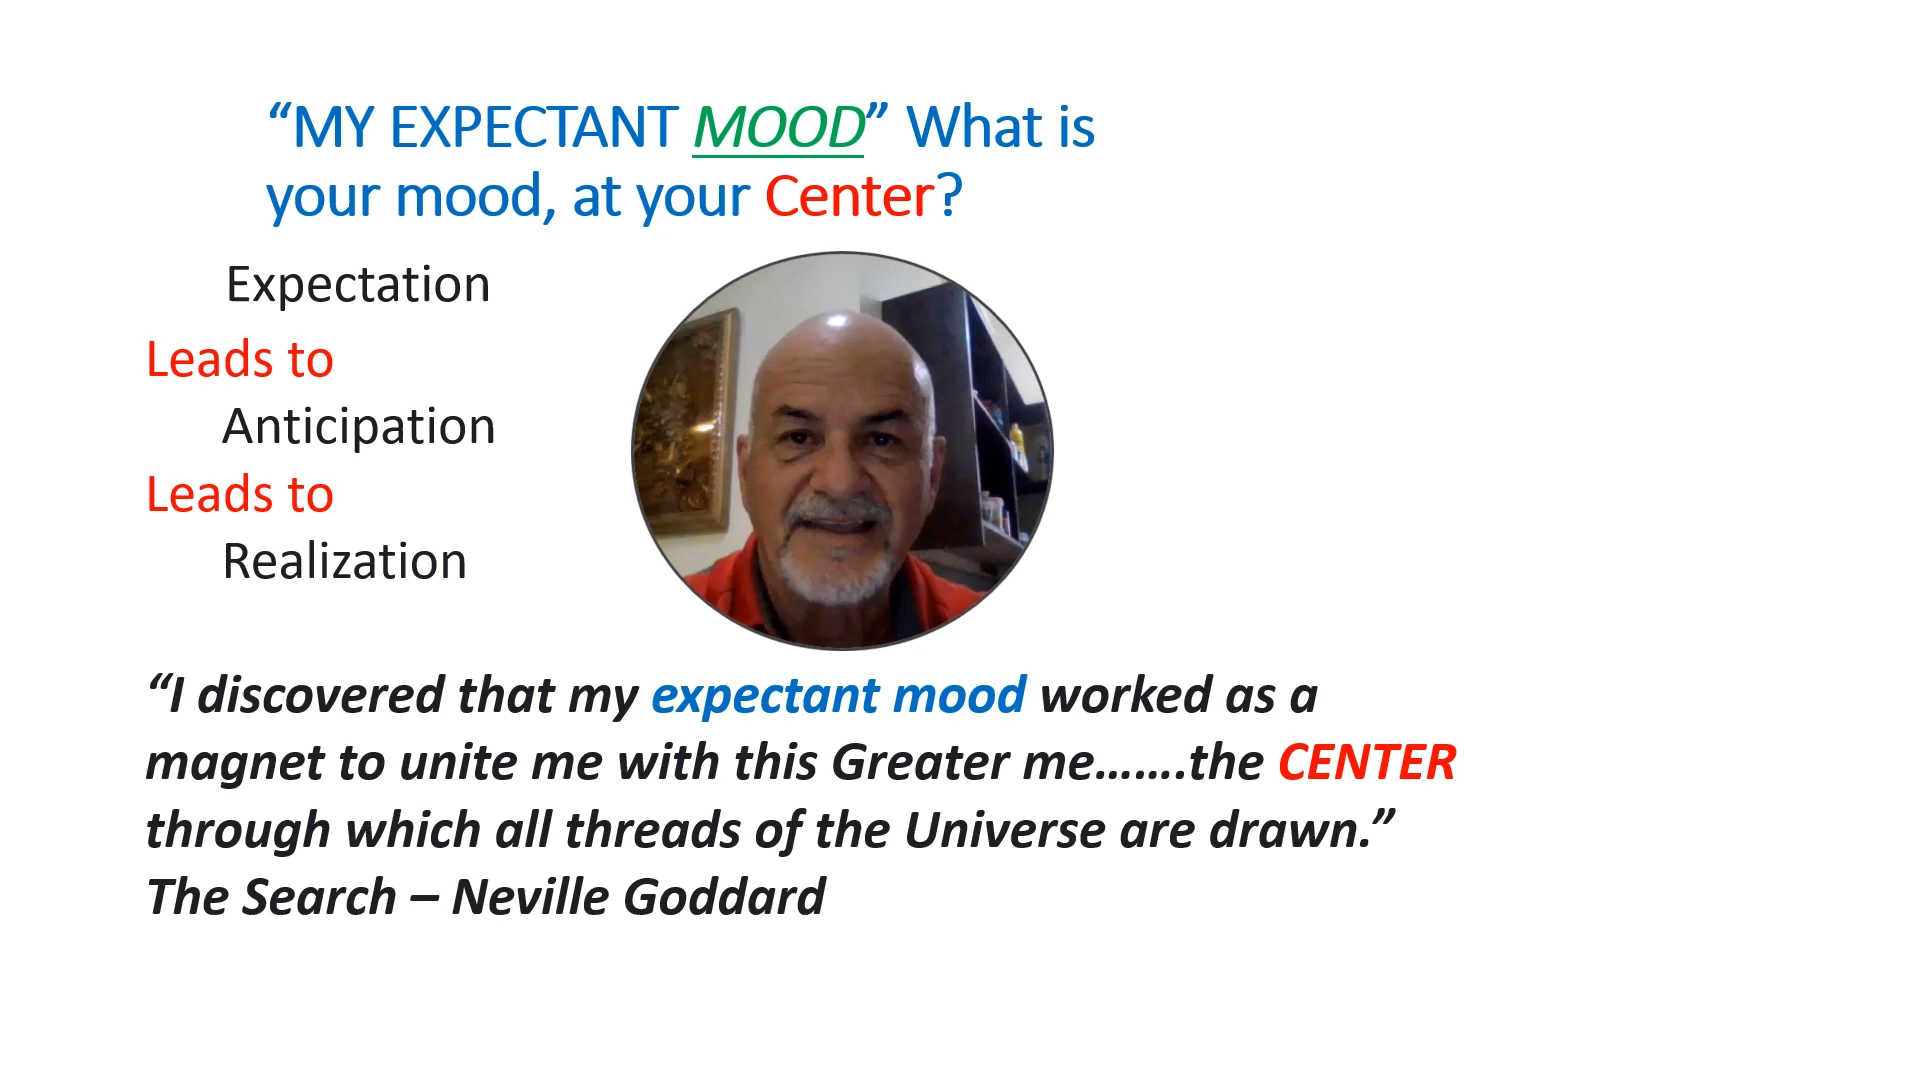 “MY EXPECTANT MOOD” What is
your mood, at your Center?
Expectation
Leads to
Anticipation
Leads to
Realization
“I discovered that my expectant mood worked as a
magnet to unite me with this Greater me…….the CENTER
through which all threads of the Universe are drawn.”
The Search – Neville Goddard